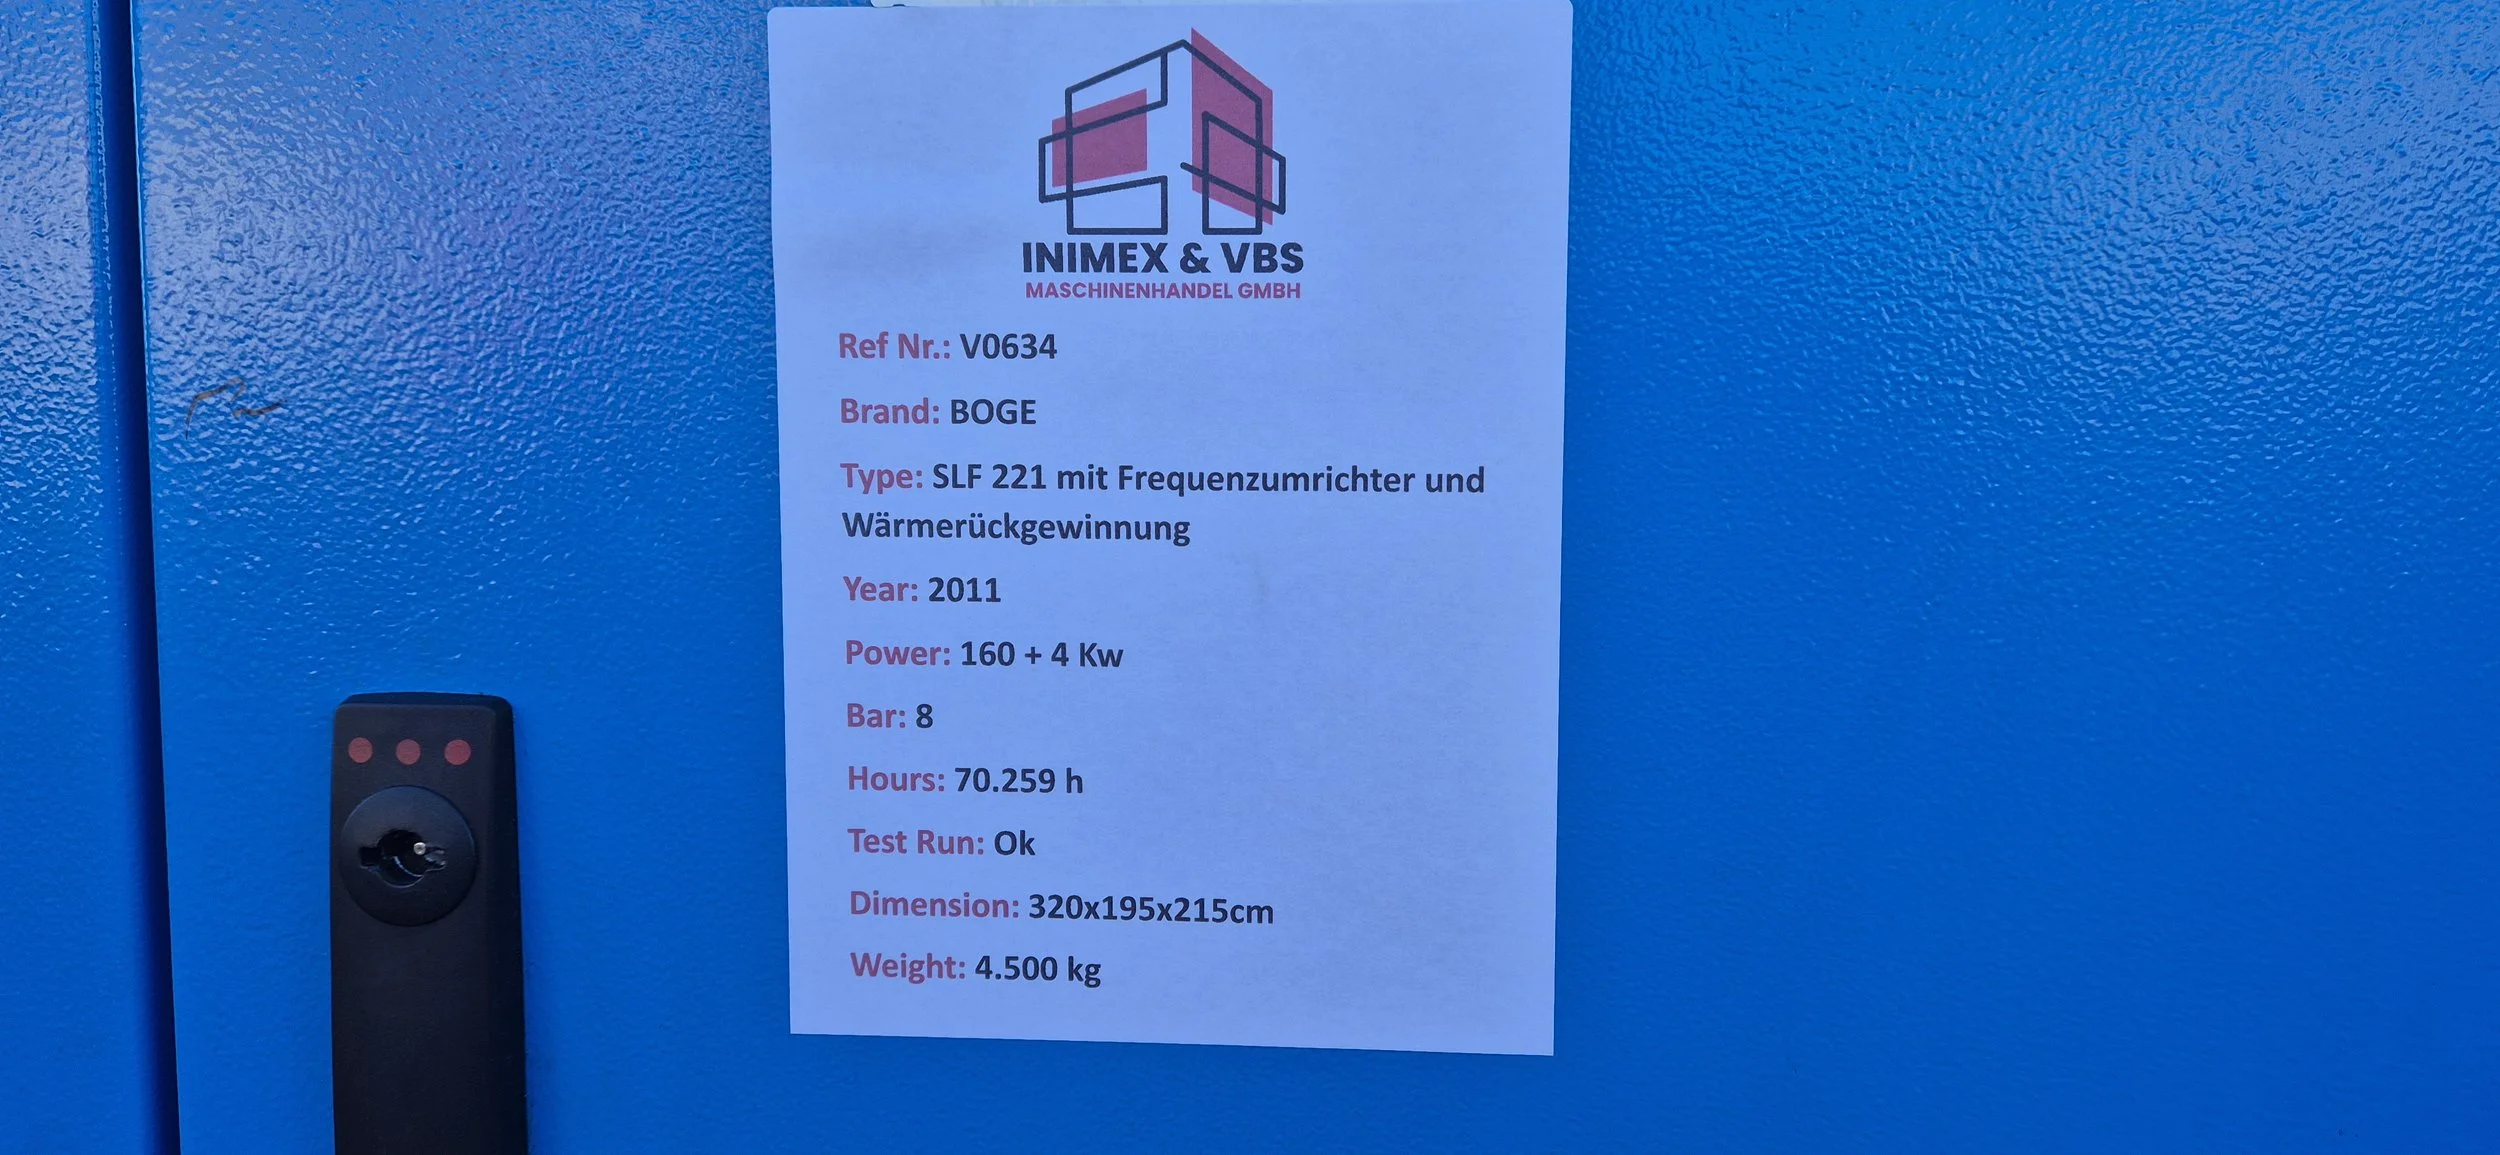 INIMEX & VBS
MASCHINENHANDEL GMBH
Ref Nr.: V0634
Brand: BOGE
Type: SLF 221 mit Frequenzumrichter und
Wärmerückgewinnung
Year: 2011
Power: 160 + 4 Kw
Bar: 8
Hours: 70.259 h
Test Run: Ok
Dimension: 320x195x215cm
Weight: 4.500 kg